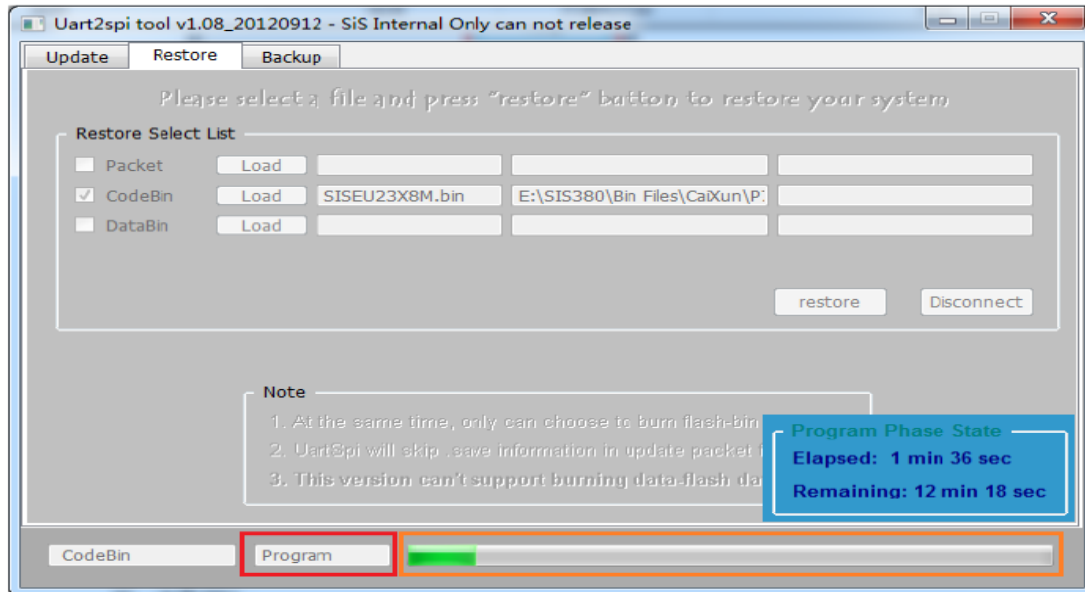 Uart2spi tool v1.08_20120912 - SiS Internal Only can not release
Update Restore Backup
Please select a file and press "restore" button to restore your system
Restore Select List
Packet Load
CodeBin Load SISEU23X8M.bin E:\SIS380\Bin Files\CaiXun\P
DataBin Load
restore Disconnect
Note
1. At the same time, only can choose to burn flash-bin
2. UartSpi will skip save information in update packet
3. This version can't support burning data-flash da
Program Phase State
Elapsed: 1 min 36 sec
Remaining: 12 min 18 sec
CodeBin Program